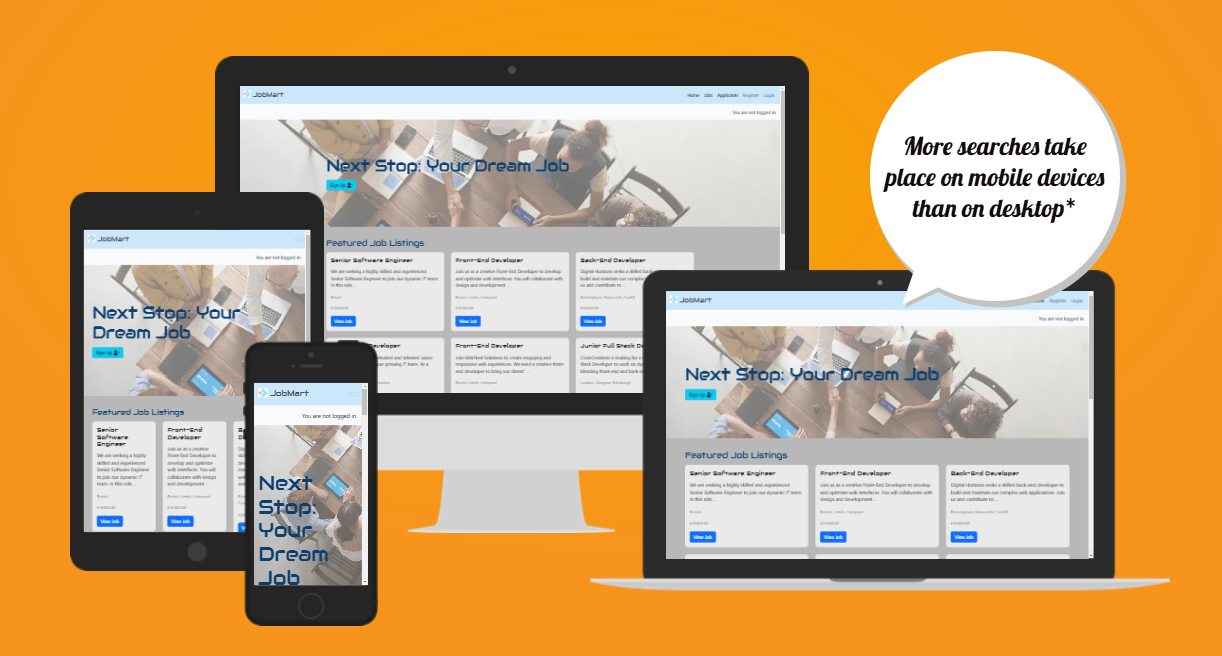 JobMart
Home Jobs Applicants Register Login
You are not logged in
Next Stop: Your Dream Job
Sign Up
Featured Job Listings
Senior Software Engineer
We are seeking a highly skilled and experienced
Senior Software Engineer to join our dynamic IT team.
In this role, ...
Bristol
View Job
Front-End Developer
Join us as a creative Front-End Developer to develop
and optimize web interfaces. You will collaborate with
design and development ...
Bristol, Leeds, Liverpool
View Job
Back-End Developer
Digital Horizons seeks a skilled back-
build and maintain our complex
us and contribute to ...
Birmingham, Newcastle, Cardiff
View Job
Developer
and talented Junior
our growing IT team. As a
Front-End Developer
Join WebWave Solutions to create engaging and
responsive web experiences. We need a creative front-
end developer to bring our clients' ...
Bristol, Leeds, Liverpool
Junior Full Stack De
CodeCreations is looking for a
Stack Developer to work on dy
blending front-end and back-e
London, Glasgow, Edinburgh
More searches take
place on mobile devices
than on desktop*
JobMart
You are not logged in
Next Stop: Your
Dream Job
Sign Up
Featured Job Listings
Senior
Software
Engineer
We are seeking a highly
skilled and experienced
Senior Software Engineer
to join our dynamic IT
team. In this role, ...
Bristol
View Job
Front-End
Developer
Join us as a creative
Front-End Developer to
develop and optimize
web interfaces. You will
collaborate with design
and development ...
Bristol, Leeds, Liverpool
View Job
JobMart
You are not logged in
Next
Stop:
Your
Dream
Job
JobMart
Register Login
You are not logged in
Next Stop: Your Dream Job
Sign Up
Featured Job Listings
Senior Software Engineer
We are seeking a highly skilled and experienced
Senior Software Engineer to join our dynamic IT team.
In this role, ...
Bristol
View Job
Front-End Developer
Join us as a creative Front-End Developer to develop
and optimize web interfaces. You will collaborate with
design and development ...
Bristol, Leeds, Liverpool
View Job
Back-End Developer
Digital Horizons seeks a skilled back-end developer to
build and maintain our complex web applications. Join
us and contribute to ...
Birmingham, Newcastle, Cardiff
View Job